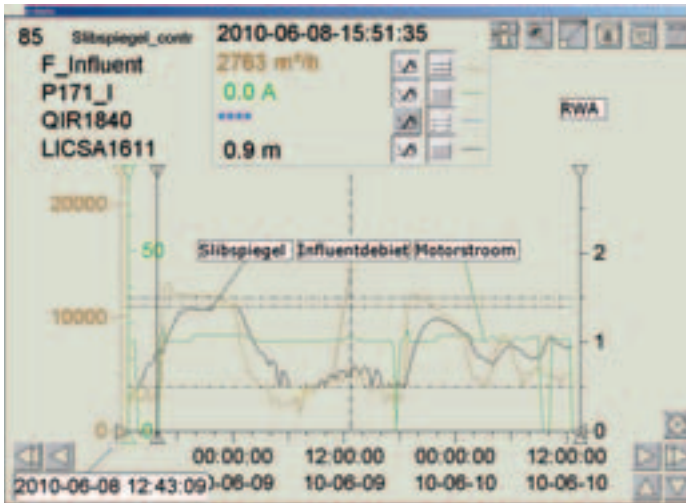 85 Slibspiegel_contr 2010-06-08-15:51:35
F_Influent 2763 m³/h
P171_I 0.0 A
QIR1840 ****
LICSA1611 0.9 m
RWA
20000
50
2
Slibspiegel Influentdebiet Motorstroom
10000
1
0 0 0
00:00:00 12:00:00 00:00:00 12:00:00
2010-06-08 12:43:09 0-06-09 10-06-09 10-06-10 10-06-10